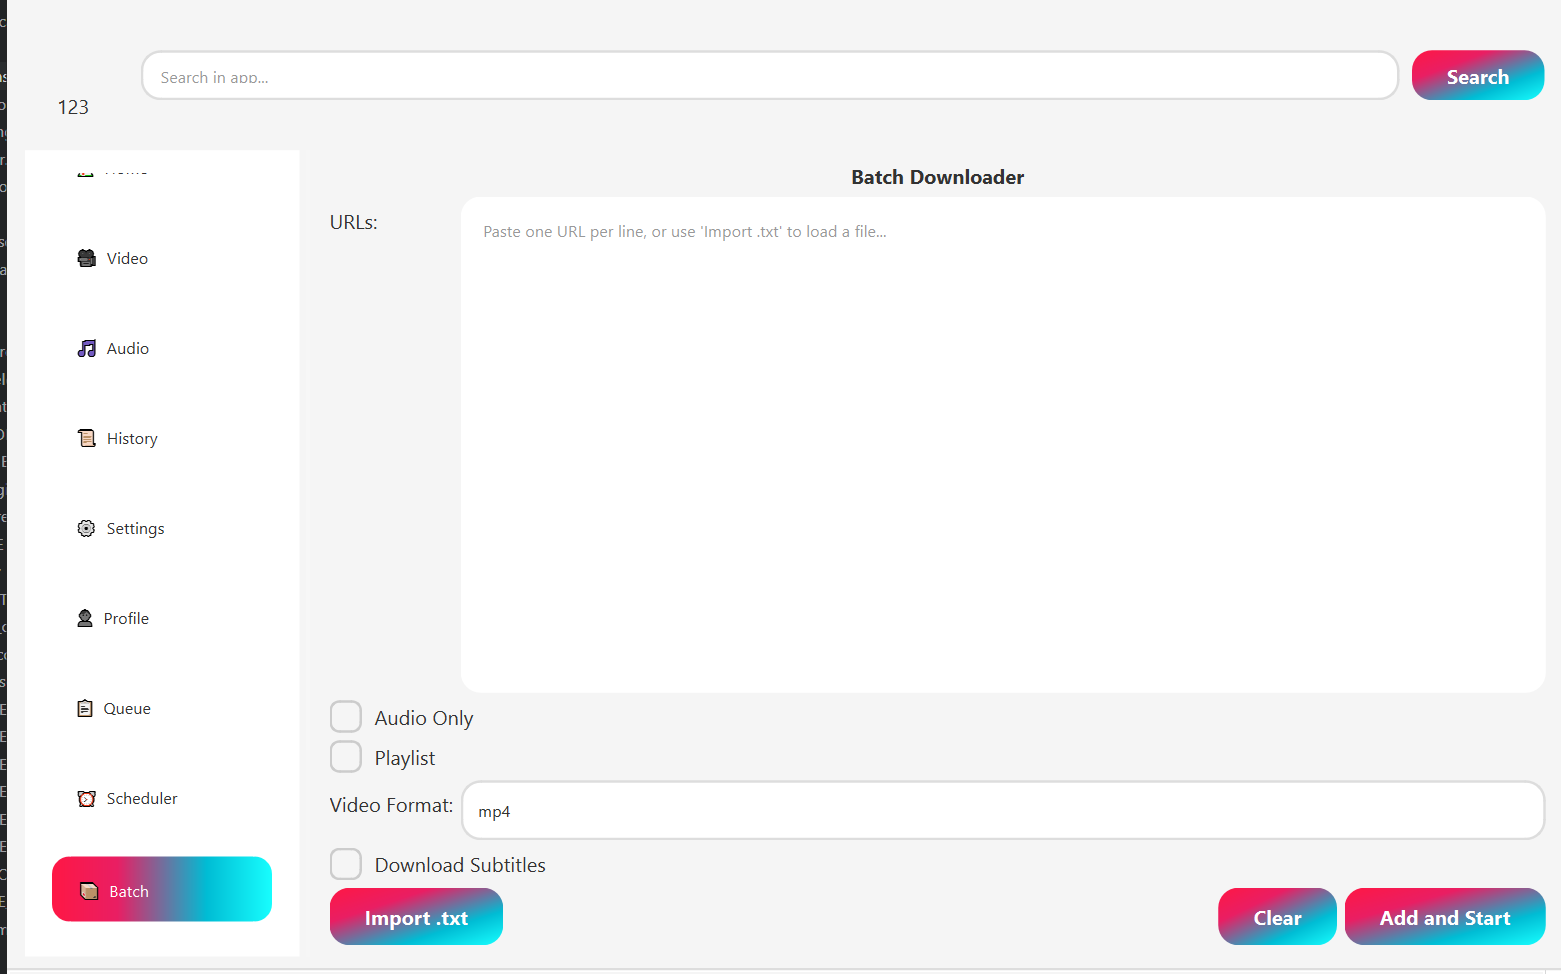 Search in app...
Search
123
Home
Batch Downloader
URLs:
Paste one URL per line, or use 'Import .txt' to load a file...
Video
Audio
History
Settings
Profile
Queue
Scheduler
Batch
Audio Only
Playlist
Video Format:
mp4
Download Subtitles
Import .txt
Clear
Add and Start